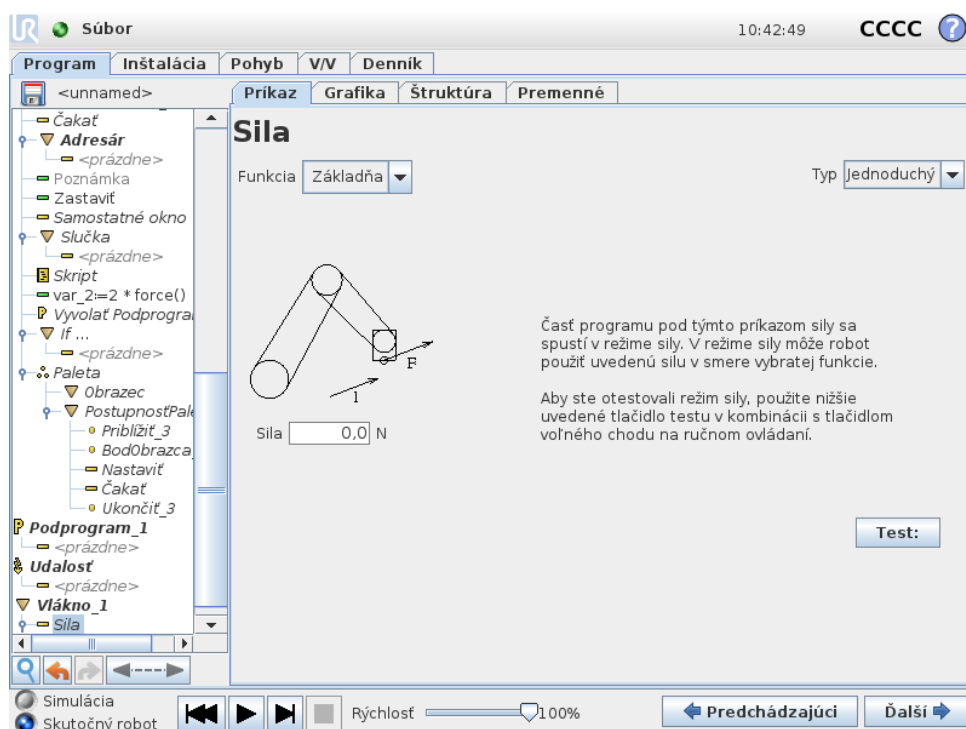 UR Súbor 10:42:49 CCCC ?
Program Inštalácia Pohyb V/V Denník
<unnamed> Príkaz Grafika Štruktúra Premenné
Čakať
Adresár
<prázdne>
Poznámka
Zastaviť
Samostatné okno
Slučka
<prázdne>
Skript
var_2:=2 * force()
P Vyvolať Podprogra
If ...
<prázdne>
Paleta
Obrazec
PostupnosťPal
Priblížiť_3
BodObrazca
Nastaviť
Čakať
Ukončiť_3
P Podprogram_1
<prázdne>
Udalosť
<prázdne>
Vlákno_1
Sila
Sila
Funkcia Základňa Typ Jednoduchý
F
1
Sila 0,0 N
Časť programu pod týmto príkazom sily sa
spustí v režime sily. V režime sily môže robot
použiť uvedenú silu v smere vybratej funkcie.
Aby ste otestovali režim sily, použite nižšie
uvedené tlačidlo testu v kombinácii s tlačidlom
voľného chodu na ručnom ovládaní.
Test:
Simulácia
Skutočný robot
Rýchlosť 100% Predchádzajúci Ďalší